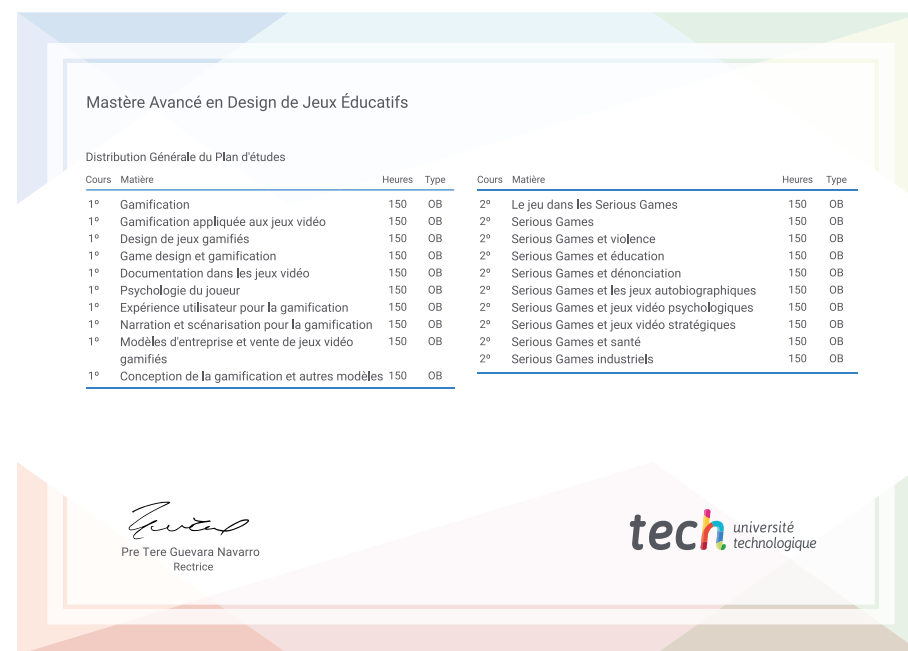 Mastère Avancé en Design de Jeux Éducatifs
Distribution Générale du Plan d'études
Cours Matière Heures Type
1º Gamification 150 OB
1º Gamification appliquée aux jeux vidéo 150 OB
1º Design de jeux gamifiés 150 OB
1º Game design et gamification 150 OB
1º Documentation dans les jeux vidéo 150 OB
1º Psychologie du joueur 150 OB
1º Expérience utilisateur pour la gamification 150 OB
1º Narration et scénarisation pour la gamification 150 OB
1º Modèles d'entreprise et vente de jeux vidéo 150 OB
gamifiés
1º Conception de la gamification et autres modèles 150 OB
Cours Matière Heures Type
2º Le jeu dans les Serious Games 150 OB
2º Serious Games 150 OB
2º Serious Games et violence 150 OB
2º Serious Games et éducation 150 OB
2º Serious Games et dénonciation 150 OB
2º Serious Games et les jeux autobiographiques 150 OB
2º Serious Games et jeux vidéo psychologiques 150 OB
2º Serious Games et jeux vidéo stratégiques 150 OB
2º Serious Games et santé 150 OB
2º Serious Games industriels 150 OB
Pre Tere Guevara Navarro
Rectrice
tech université
technologique